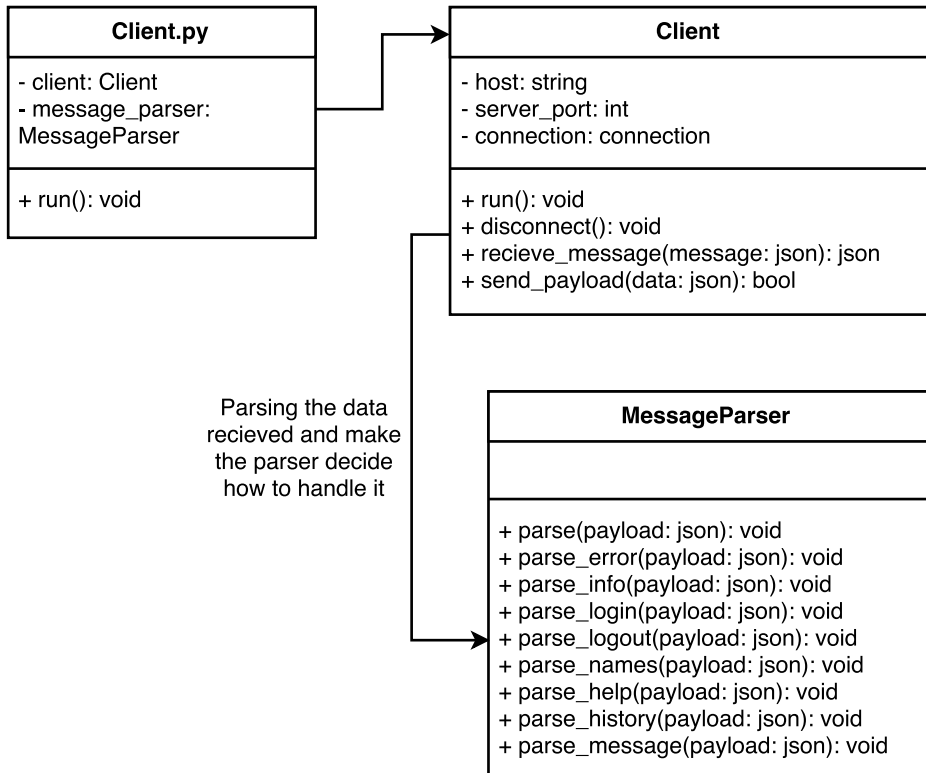 Client.py
- client: Client
- message_parser:
MessageParser
+ run(): void
Client
- host: string
- server_port: int
- connection: connection
+ run(): void
+ disconnect(): void
+ recieve_message(message: json): json
+ send_payload(data: json): bool
Parsing the data
recieved and make
the parser decide
how to handle it
MessageParser
+ parse(payload: json): void
+ parse_error(payload: json): void
+ parse_info(payload: json): void
+ parse_login(payload: json): void
+ parse_logout(payload: json): void
+ parse_names(payload: json): void
+ parse_help(payload: json): void
+ parse_history(payload: json): void
+ parse_message(payload: json): void